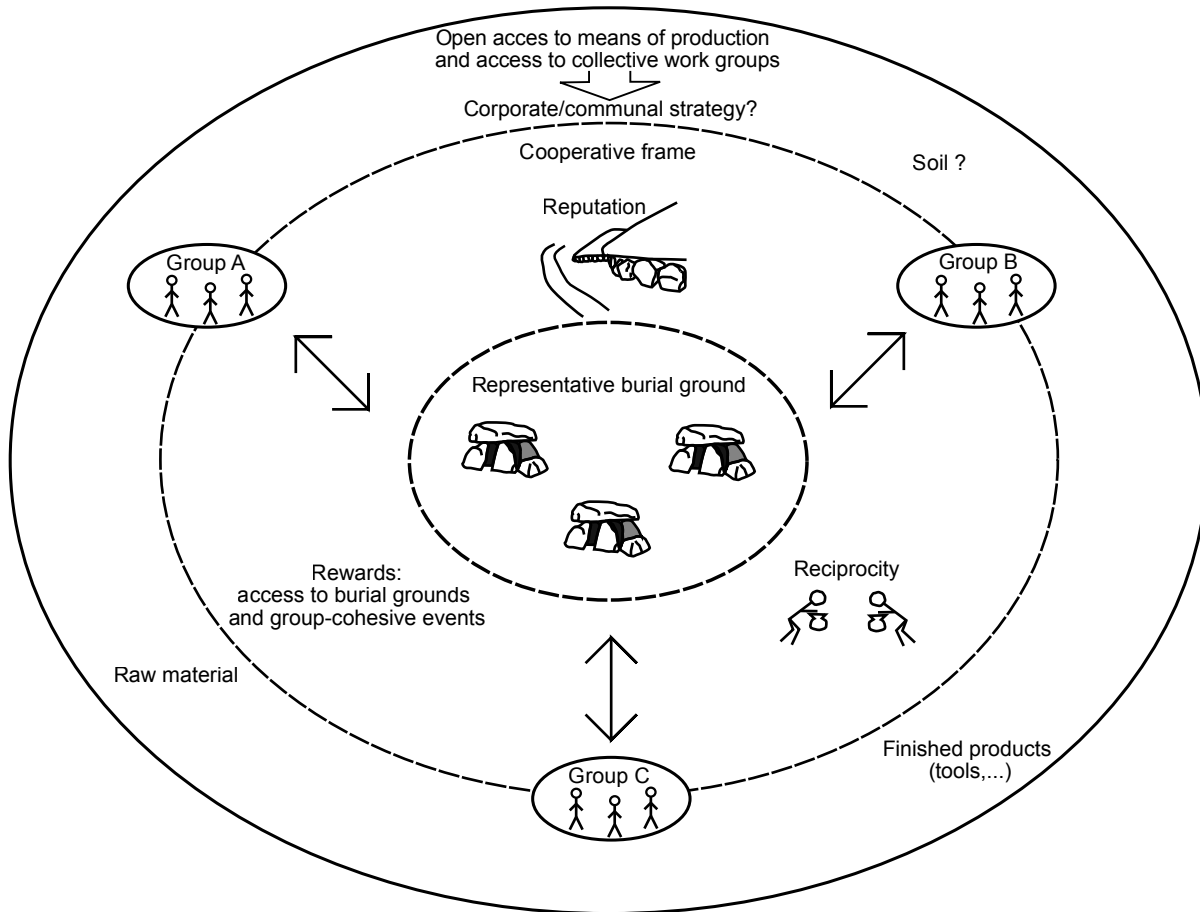 Open acces to means of production
and access to collective work groups
Corporate/communal strategy?
Cooperative frame
Soil ?
Reputation
Group A
Group B
Representative burial ground
Rewards:
access to burial grounds
and group-cohesive events
Reciprocity
Raw material
Finished products
(tools,...)
Group C